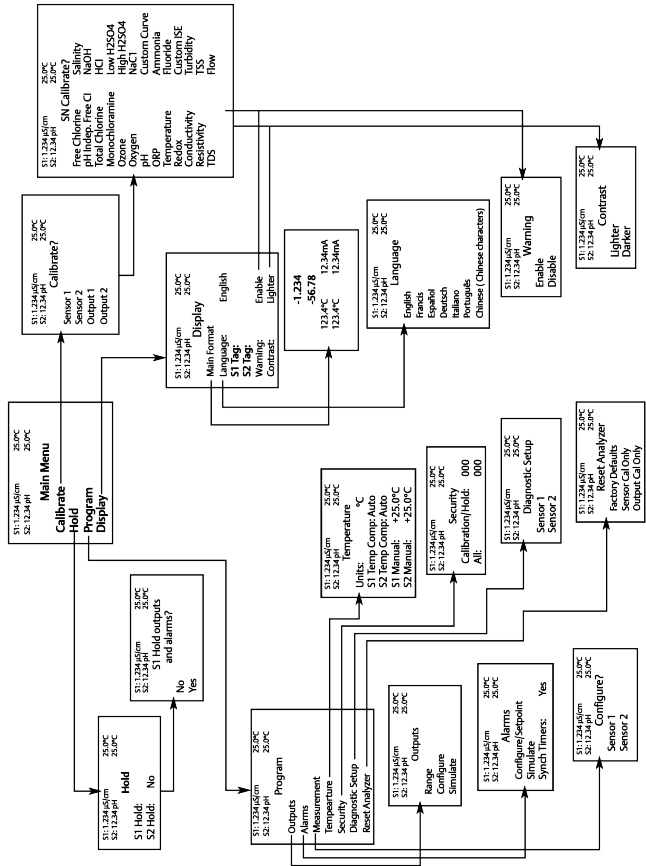 S1: 1.234 µS/cm 25.0ºC
S2: 12.34 pH 25.0ºC
Main Menu
Calibrate
Hold
Program
Display
S1: 1.234 µS/cm 25.0ºC
S2: 12.34 pH 25.0ºC
Calibrate?
Sensor 1
Sensor 2
Output 1
Output 2
S1: 1.234 µS/cm 25.0ºC
S2: 12.34 pH 25.0ºC
SN Calibrate?
Free Chlorine Salinity
pH Indep. Free Cl NaOH
Total Chlorine HCl
Monochloramine Low H2SO4
Ozone High H2SO4
Oxygen NaC1
pH Custom Curve
ORP Ammonia
Temperature Fluoride
Redox Custom ISE
Conductivity Turbidity
Resistivity TSS
TDS Flow
S1: 1.234 µS/cm 25.0ºC
S2: 12.34 pH 25.0ºC
Hold
S1 Hold: No
S2 Hold:
S1: 1.234 µS/cm 25.0ºC
S2: 12.34 pH 25.0ºC
S1 Hold outputs
and alarms?
No
Yes
S1: 1.234 µS/cm 25.0ºC
S2: 12.34 pH 25.0ºC
Display
Main Format
Language: English
S1 Tag:
S2 Tag:
Warning: Enable
Contrast: Lighter
-1.234
-56.78
123.4ºC 12.34mA
123.4ºC 12.34mA
S1: 1.234 µS/cm 25.0ºC
S2: 12.34 pH 25.0ºC
Language
English
Francis
Español
Deutsch
Italiano
Português
Chinese ( Chinese characters)
S1: 1.234 µS/cm 25.0ºC
S2: 12.34 pH 25.0ºC
Warning
Enable
Disable
S1: 1.234 µS/cm 25.0ºC
S2: 12.34 pH 25.0ºC
Contrast
Lighter
Darker
S1: 1.234 µS/cm 25.0ºC
S2: 12.34 pH 25.0ºC
Program
Outputs
Alarms
Measurement
Tempearture
Security
Diagnostic Setup
Reset Analyzer
S1: 1.234 µS/cm 25.0ºC
S2: 12.34 pH 25.0ºC
Temperature
Units: ºC
S1 Temp Comp: Auto
S2 Temp Comp: Auto
S1 Manual: +25.0ºC
S2 Manual: +25.0ºC
S1: 1.234 µS/cm 25.0ºC
S2: 12.34 pH 25.0ºC
Security
Calibration/Hold: 000
All: 000
S1: 1.234 µS/cm 25.0ºC
S2: 12.34 pH 25.0ºC
Diagnostic Setup
Sensor 1
Sensor 2
S1: 1.234 µS/cm 25.0ºC
S2: 12.34 pH 25.0ºC
Reset Analyzer
Factory Defaults
Sensor Cal Only
Output Cal Only
S1: 1.234 µS/cm 25.0ºC
S2: 12.34 pH 25.0ºC
Outputs
Range
Configure
Simulate
S1: 1.234 µS/cm 25.0ºC
S2: 12.34 pH 25.0ºC
Alarms
Configure/Setpoint
Simulate
Synch Timers: Yes
S1: 1.234 µS/cm 25.0ºC
S2: 12.34 pH 25.0ºC
Configure?
Sensor 1
Sensor 2